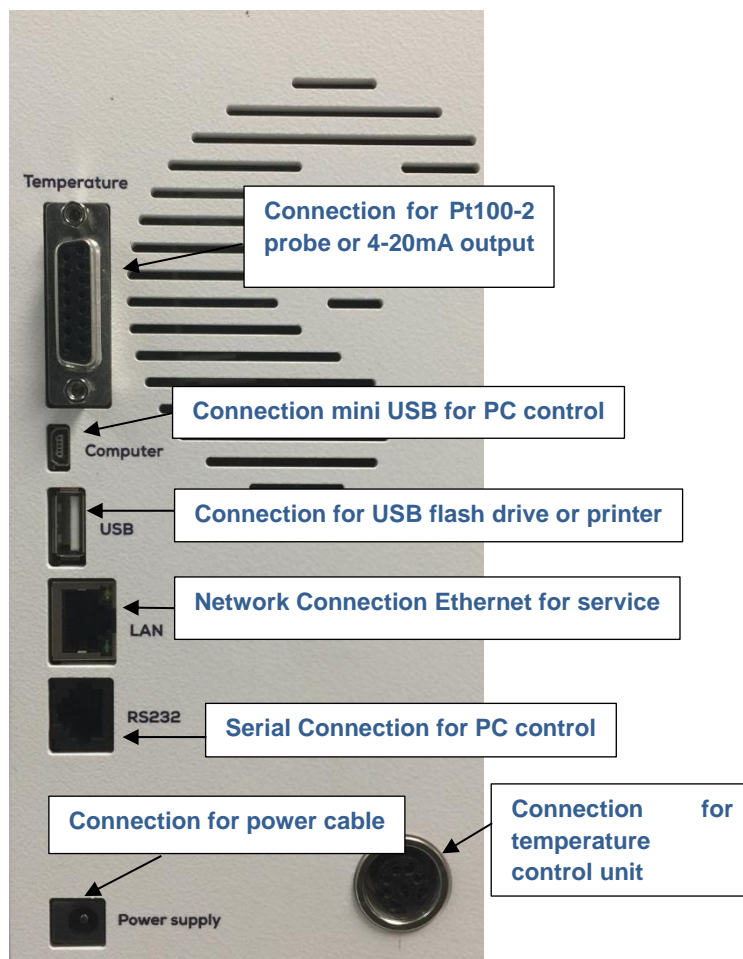 Temperature
Connection for Pt100-2
probe or 4-20mA output
Connection mini USB for PC control
Computer
Connection for USB flash drive or printer
USB
Network Connection Ethernet for service
LAN
RS232
Serial Connection for PC control
Connection for power cable
Connection for
temperature
control unit
Power supply